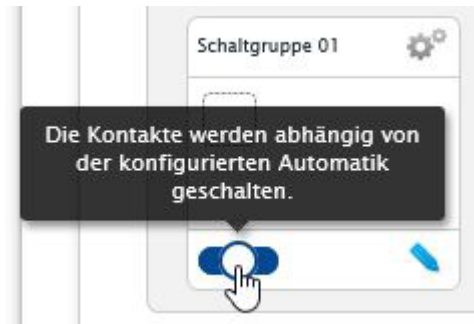 Schaltgruppe 01
Die Kontakte werden abhängig von
der konfigurierten Automatik
geschalten.